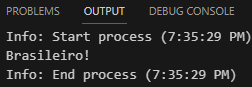 PROBLEMS OUTPUT DEBUG CONSOLE
Info: Start process (7:35:29 PM)
Brasileiro!
Info: End process (7:35:29 PM)